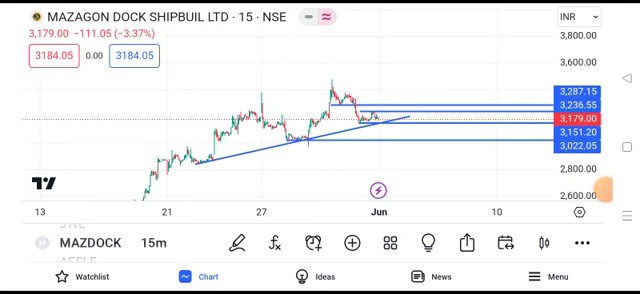 MAZAGON DOCK SHIPBUIL LTD · 15 · NSE
INR
3,179.00 −111.05 (−3.37%)
3184.05 0.00 3184.05
3,800.00
3,600.00
3,287.15
3,236.55
3,179.00
3,151.20
3,022.05
2,800.00
2,600.00
13 21 27 Jun 10
M MAZDOCK 15m
Watchlist Chart Ideas News Menu